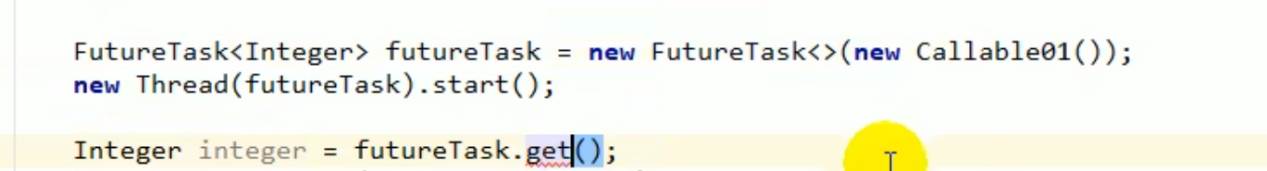 FutureTask<Integer> futureTask = new FutureTask<>(new Callable01());
new Thread(futureTask).start();
Integer integer = futureTask.get();